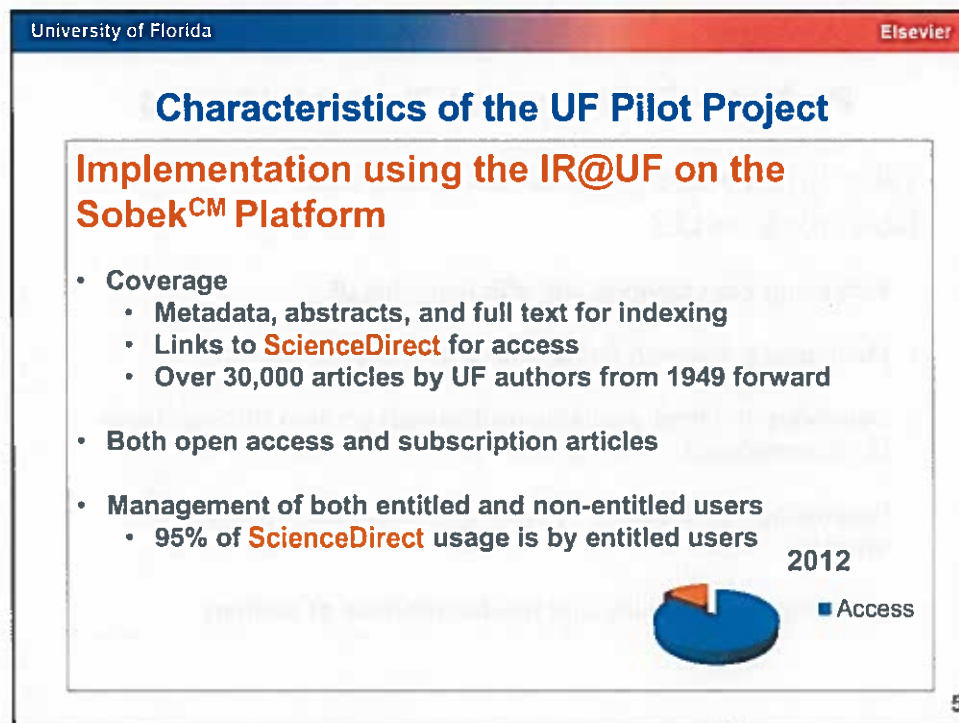 University of Florida
Elsevier
Characteristics of the UF Pilot Project
Implementation using the IR@UF on the
Sobekᶜᴹ Platform
• Coverage
• Metadata, abstracts, and full text for indexing
• Links to ScienceDirect for access
• Over 30,000 articles by UF authors from 1949 forward
• Both open access and subscription articles
• Management of both entitled and non-entitled users
• 95% of ScienceDirect usage is by entitled users
2012
Access
5